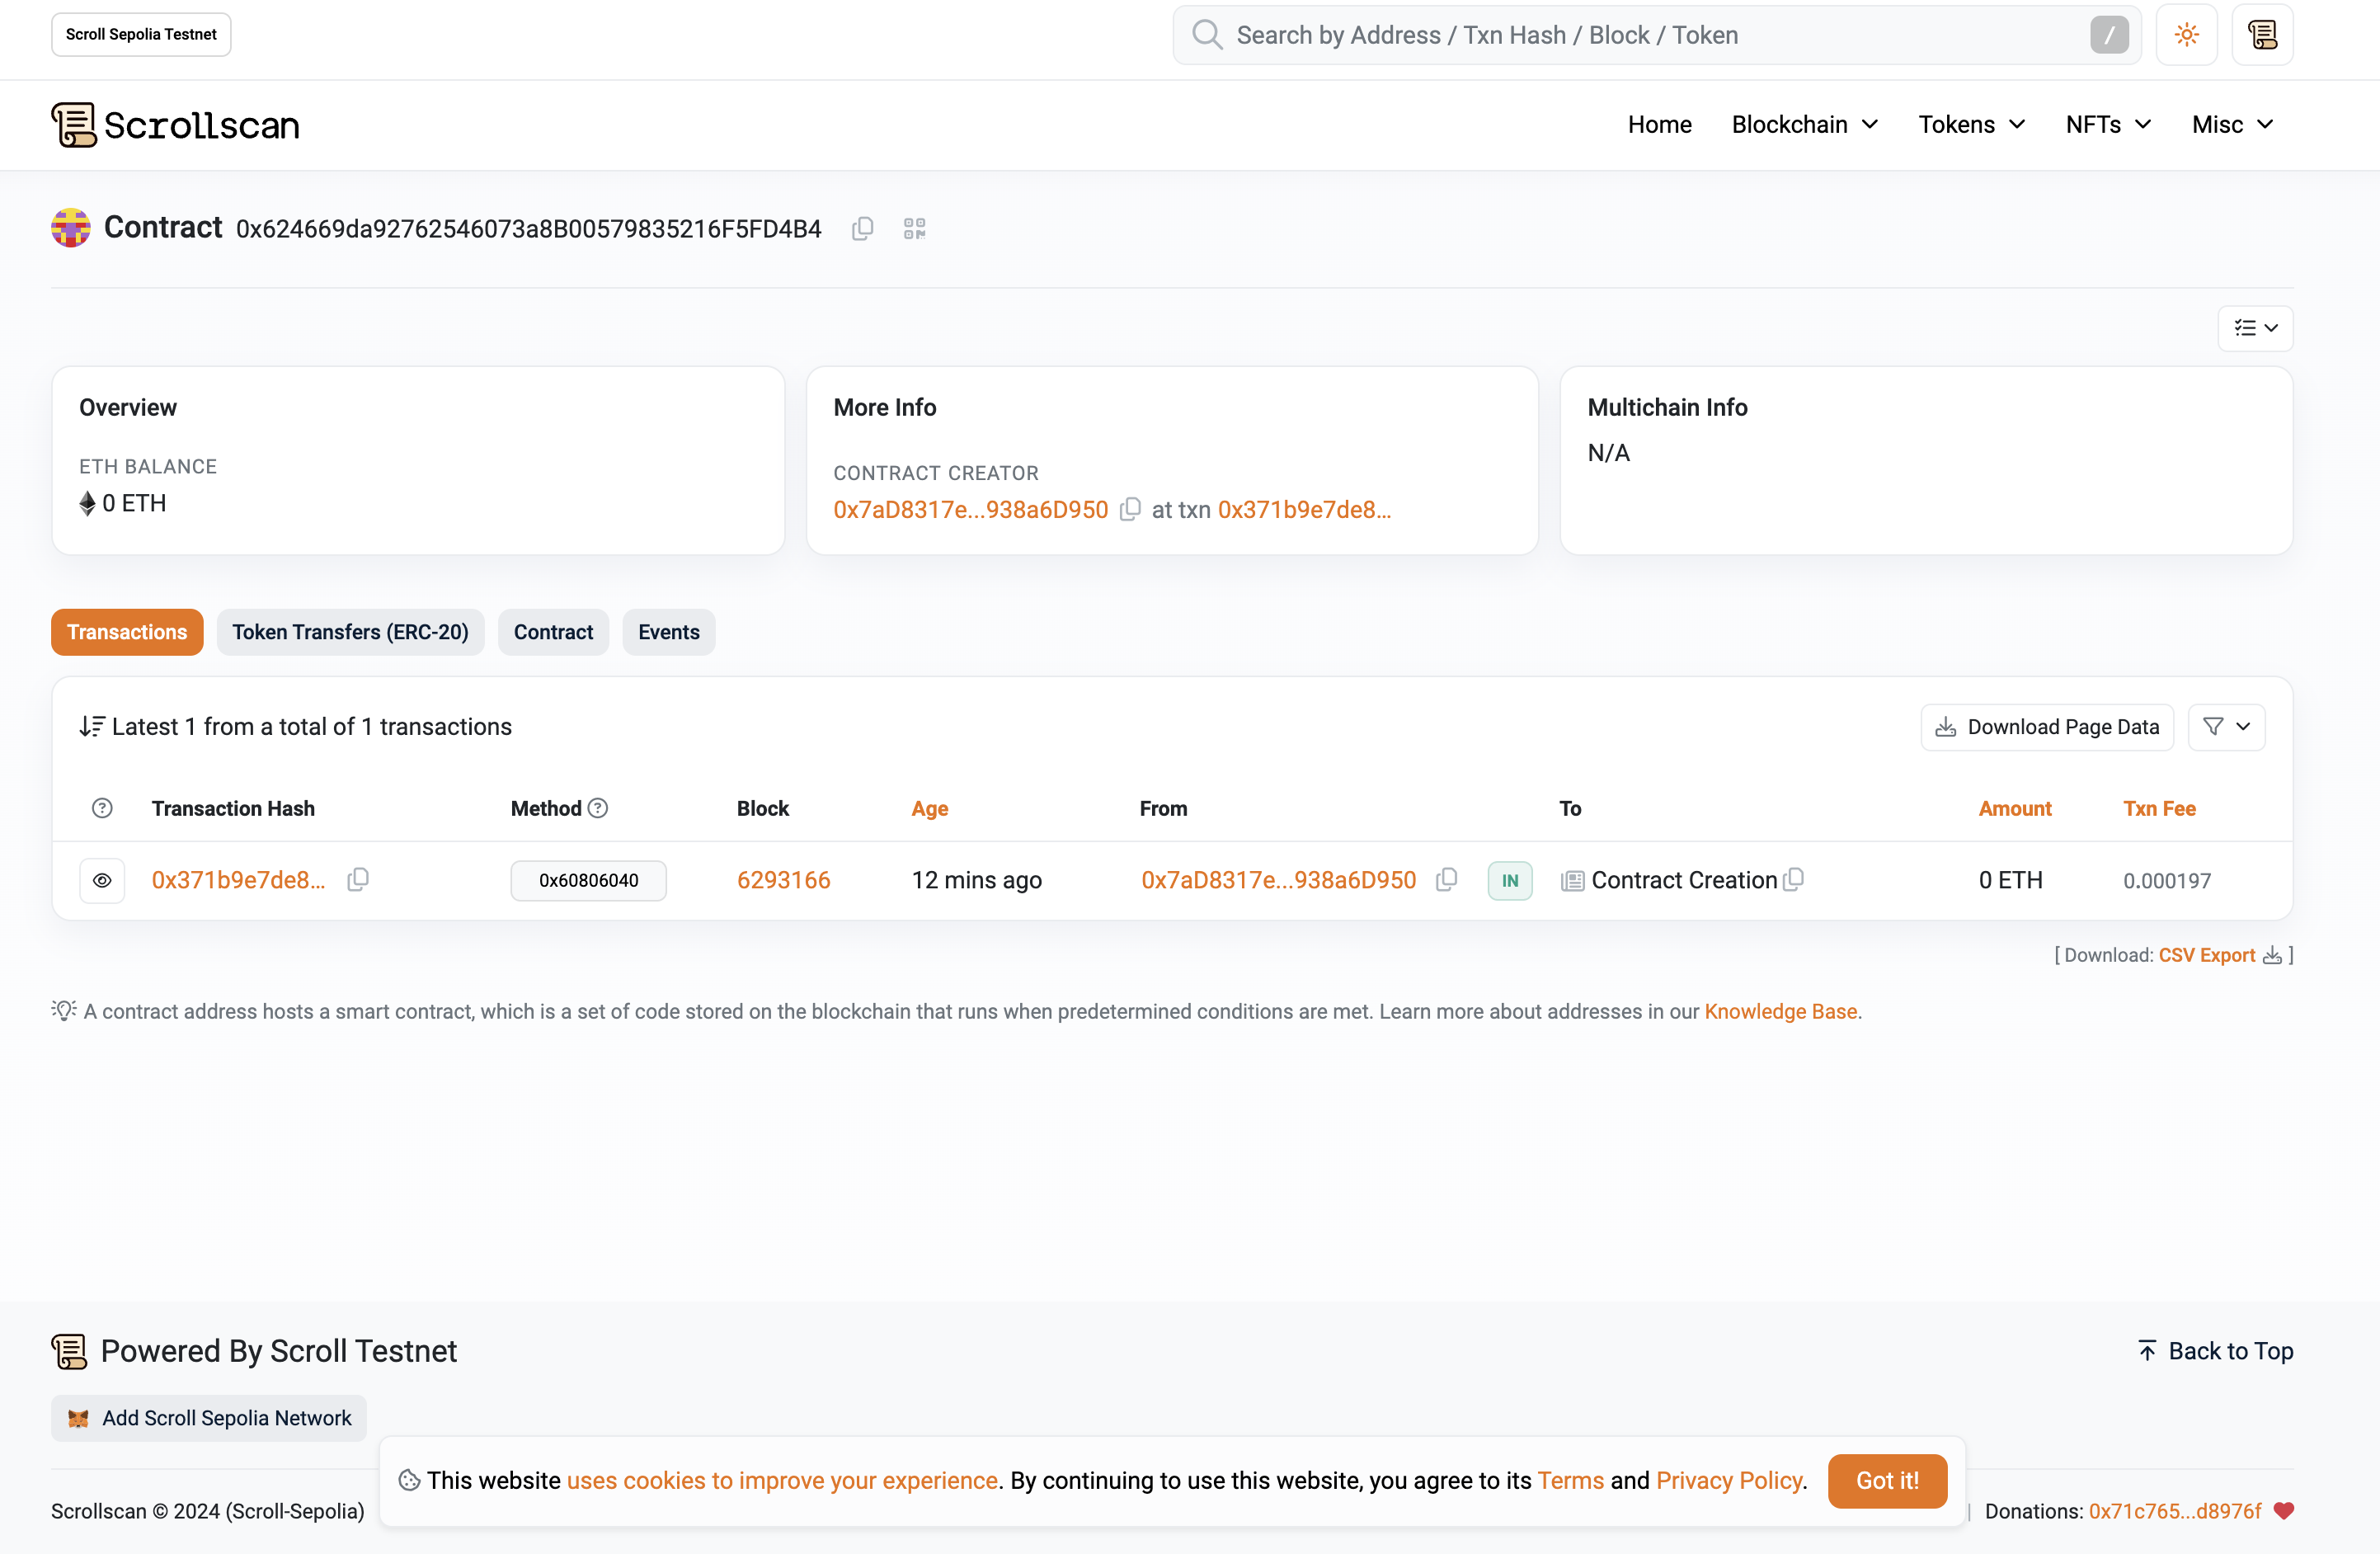 Scroll Sepolia Testnet
Search by Address / Txn Hash / Block / Token
/
Scrollscan
Home Blockchain Tokens NFTs Misc
Contract 0x624669da92762546073a8B00579835216F5FD4B4
Overview
ETH BALANCE
0 ETH
More Info
CONTRACT CREATOR
0x7aD8317e...938a6D950 at txn 0x371b9e7de8...
Multichain Info
N/A
Transactions Token Transfers (ERC-20) Contract Events
Latest 1 from a total of 1 transactions
Download Page Data
Transaction Hash Method Block Age From To Amount Txn Fee
0x371b9e7de8... 0x60806040 6293166 12 mins ago 0x7aD8317e...938a6D950 IN Contract Creation 0 ETH 0.000197
[ Download: CSV Export ]
A contract address hosts a smart contract, which is a set of code stored on the blockchain that runs when predetermined conditions are met. Learn more about addresses in our Knowledge Base.
Powered By Scroll Testnet
Back to Top
Add Scroll Sepolia Network
This website uses cookies to improve your experience. By continuing to use this website, you agree to its Terms and Privacy Policy.
Got it!
Scrollscan © 2024 (Scroll-Sepolia)
| Donations: 0x71c765...d8976f